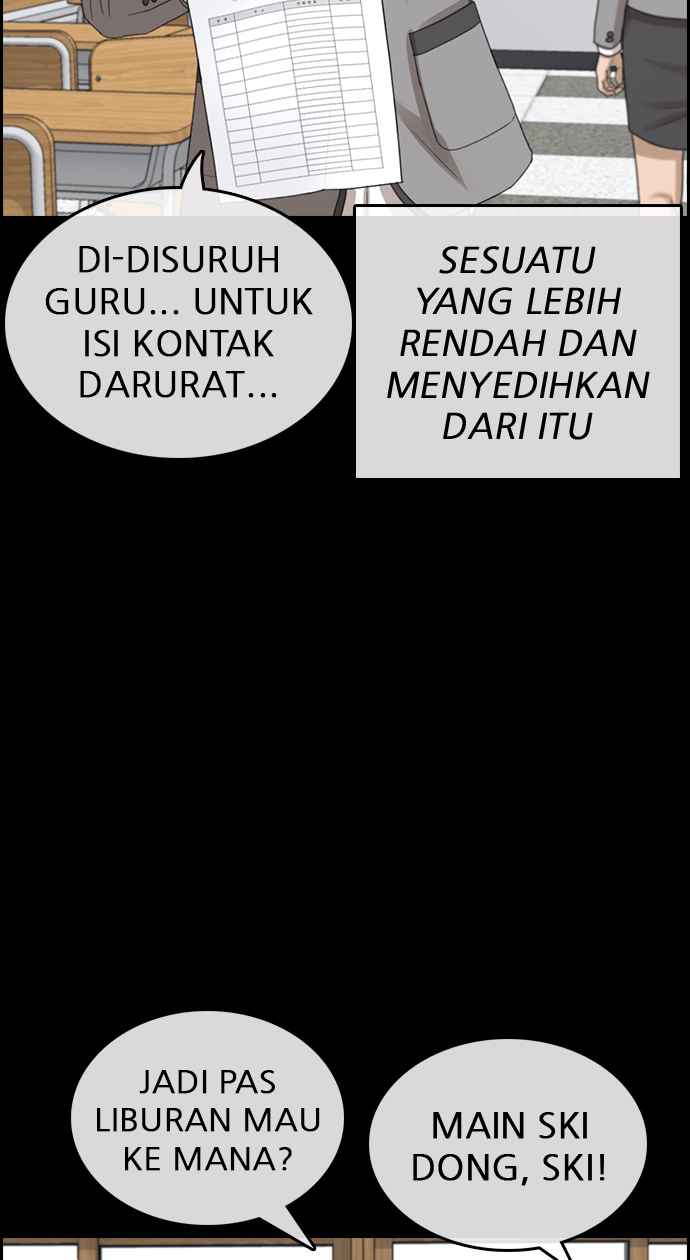 DI-DISURUH
GURU... UNTUK
ISI KONTAK
DARURAT...
SESUATU
YANG LEBIH
RENDAH DAN
MENYEDIHKAN
DARI ITU
JADI PAS
LIBURAN MAU
KE MANA?
MAIN SKI
DONG, SKI!